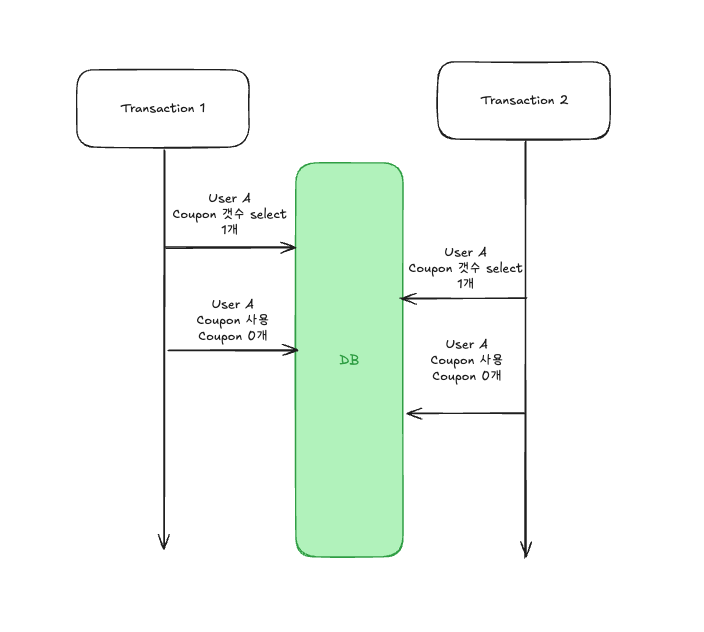 Transaction 1
Transaction 2
User A
Coupon 갯수 select
1개
User A
Coupon 갯수 select
1개
User A
Coupon 사용
Coupon 0개
User A
Coupon 사용
Coupon 0개
DB